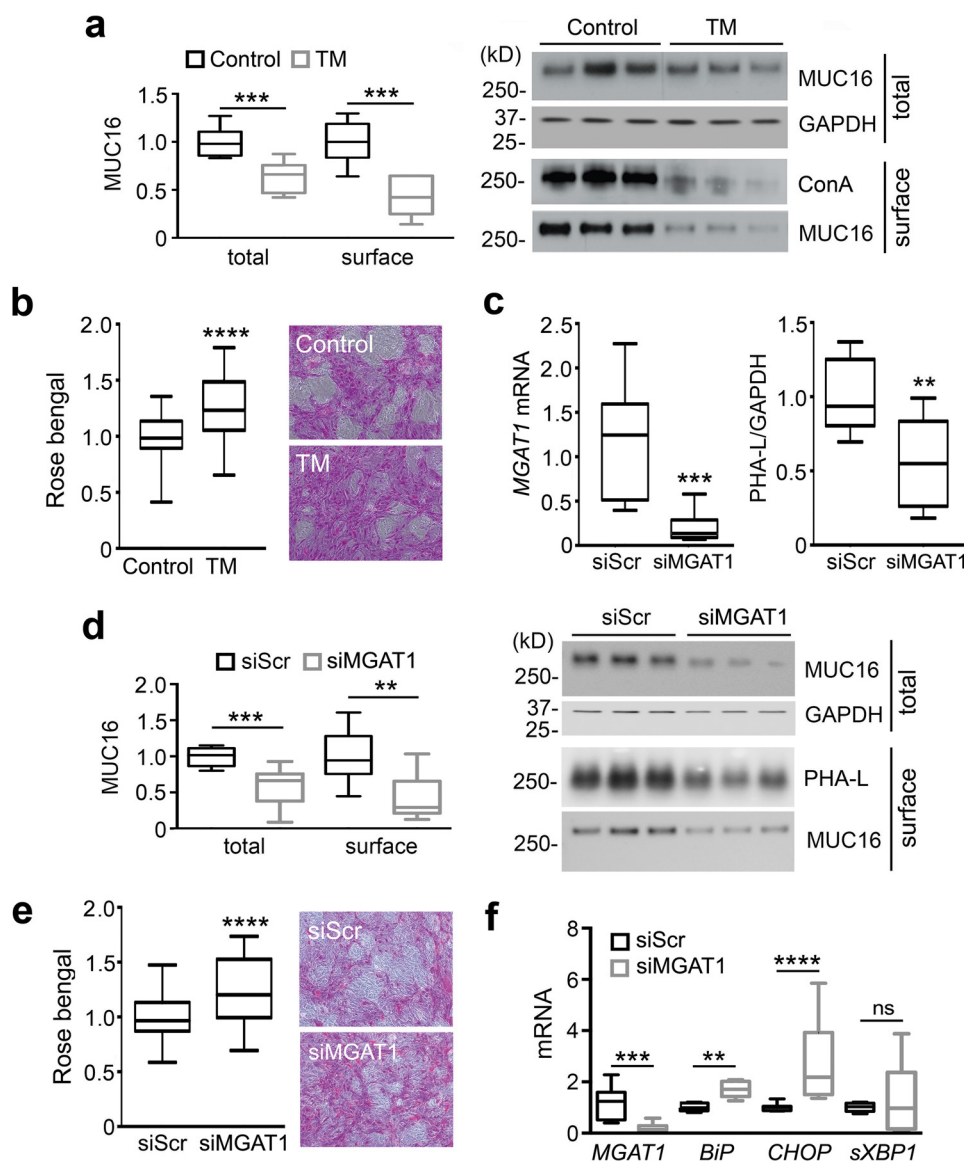 a
Control TM
MUC16
1.5
1.0
0.5
0
*** ***
total surface
(kD) Control TM
250-
MUC16
37-
25-
GAPDH
total
250-
ConA
250-
MUC16
surface
b
Rose bengal
2.0
1.5
1.0
0.5
0
****
Control TM
Control
TM
c
MGAT1 mRNA
2.5
2.0
1.5
1.0
0.5
0
***
siScr siMGAT1
PHA-L/GAPDH
1.5
1.0
0.5
0
**
siScr siMGAT1
d
siScr siMGAT1
MUC16
2.0
1.5
1.0
0.5
0
*** **
total surface
(kD) siScr siMGAT1
250-
MUC16
37-
25-
GAPDH
total
250-
PHA-L
250-
MUC16
surface
e
Rose bengal
2.0
1.5
1.0
0.5
0
****
siScr siMGAT1
siScr
siMGAT1
f
siScr
siMGAT1
mRNA
8
6
4
2
0
*** ** **** ns
MGAT1 BiP CHOP sXBP1